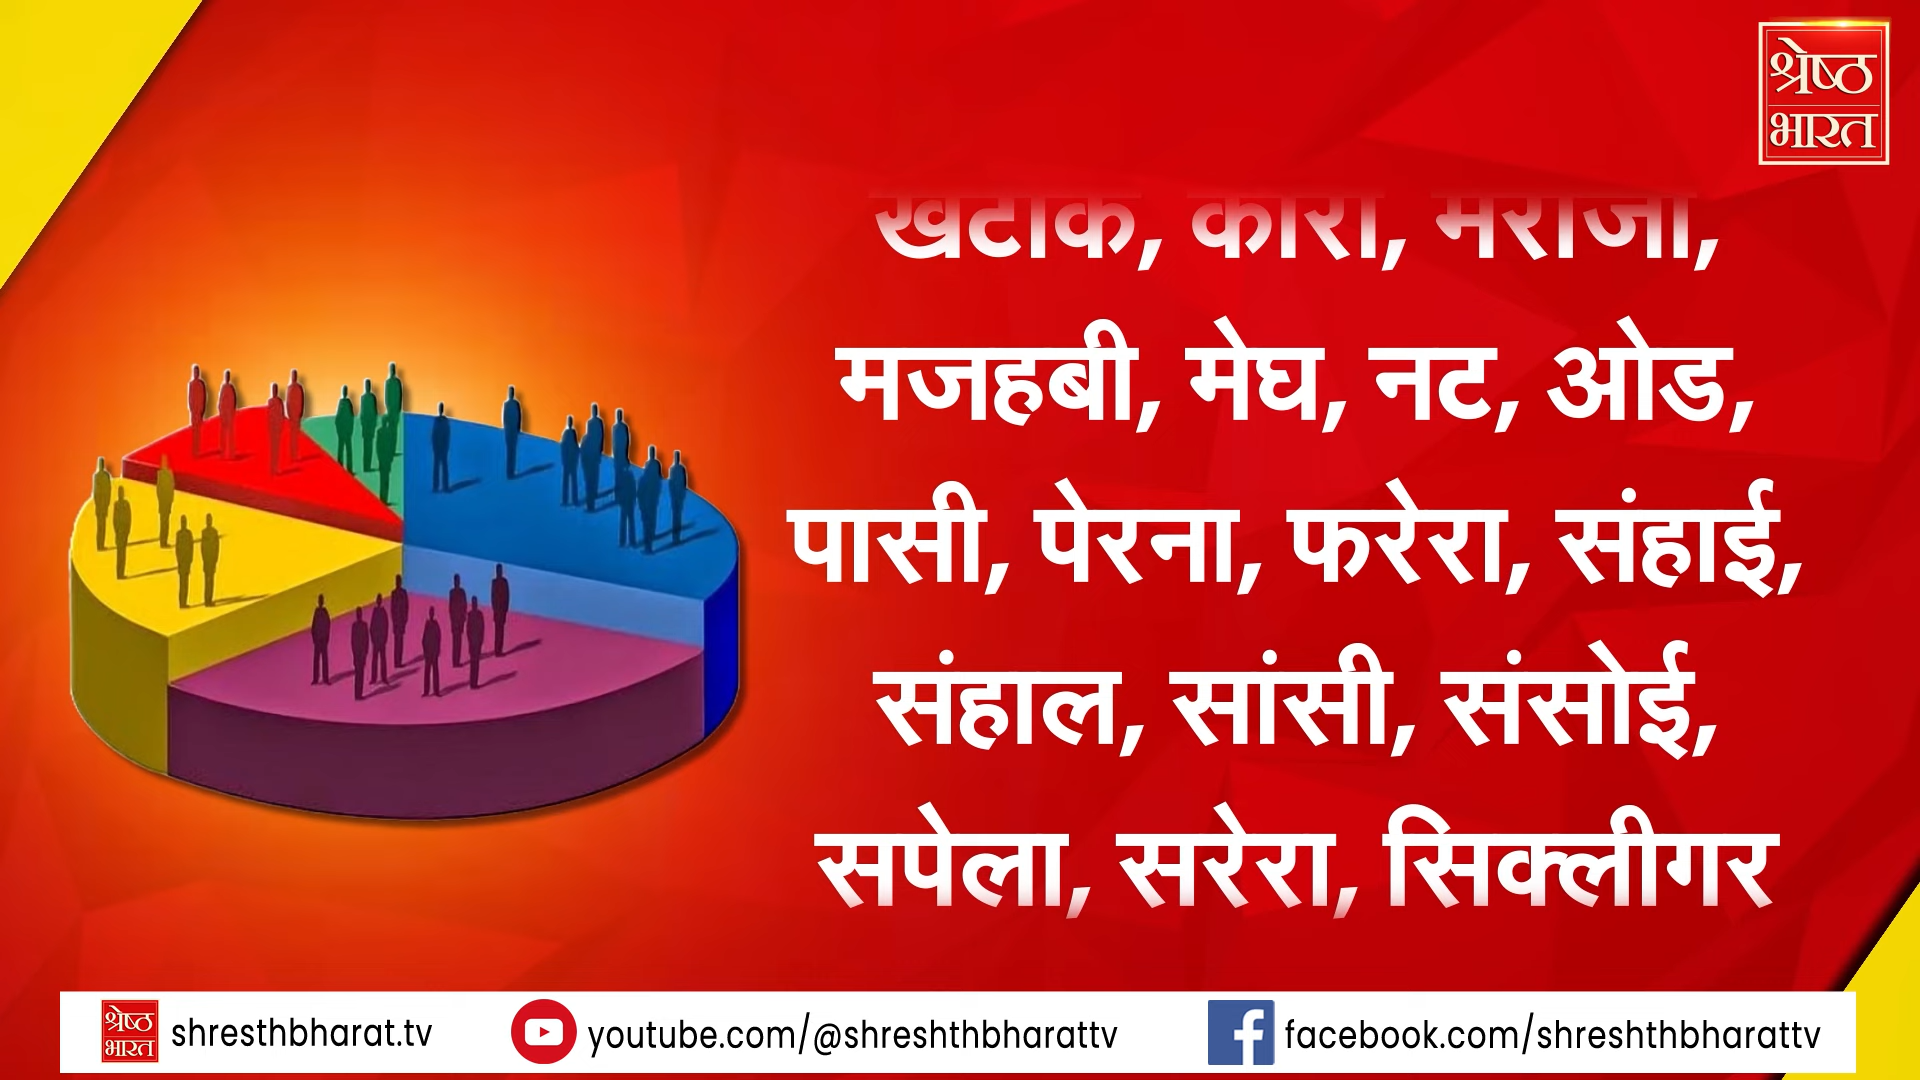 श्रेष्ठ
भारत
मजहबी, मेघ, नट, ओड,
पासी, पेरना, फरेरा, संहाई,
संहाल, सांसी, संसोई,
सपेला, सरेरा, सिक्लीगर
श्रेष्ठ
भारत
shresthbharat.tv
youtube.com/@shreshthbharattv
facebook.com/shreshthbharattv